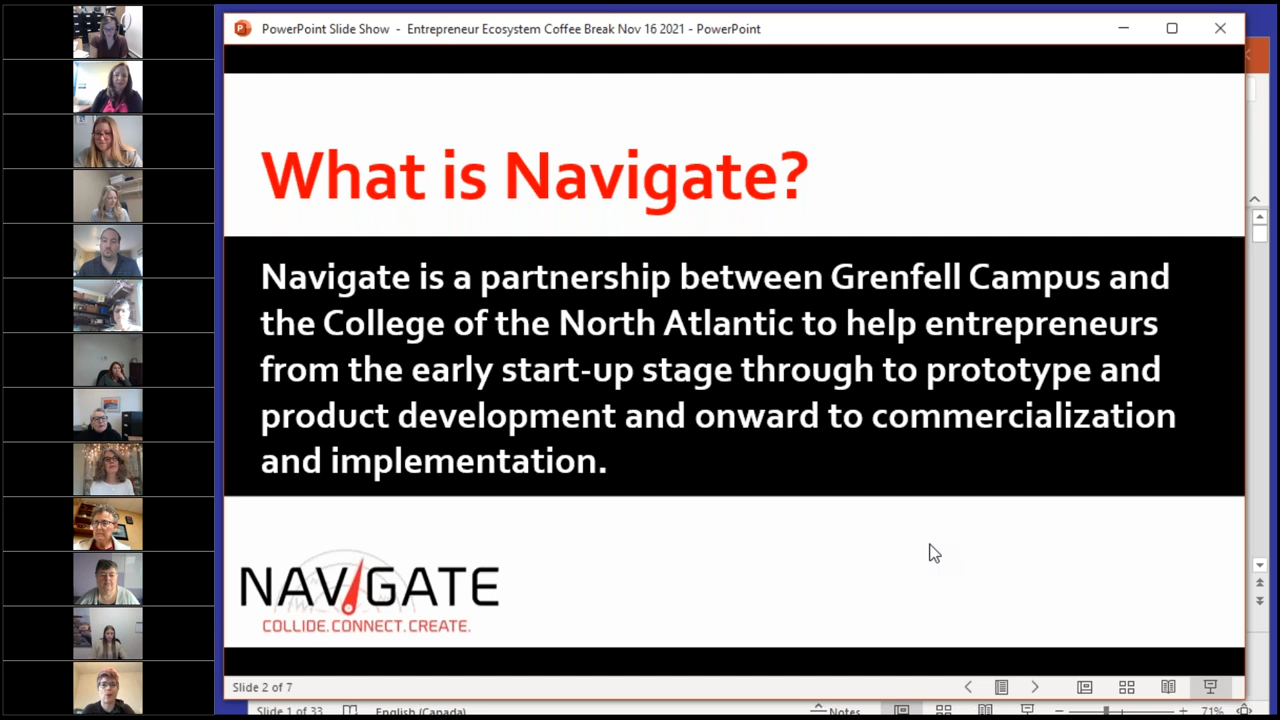 PowerPoint Slide Show - Entrepreneur Ecosystem Coffee Break Nov 16 2021 - PowerPoint
What is Navigate?
Navigate is a partnership between Grenfell Campus and
the College of the North Atlantic to help entrepreneurs
from the early start-up stage through to prototype and
product development and onward to commercialization
and implementation.
NAVIGATE
COLLIDE.CONNECT.CREATE.
Slide 2 of 7
Slide 1 of 33 English (Canada) Notes 71%